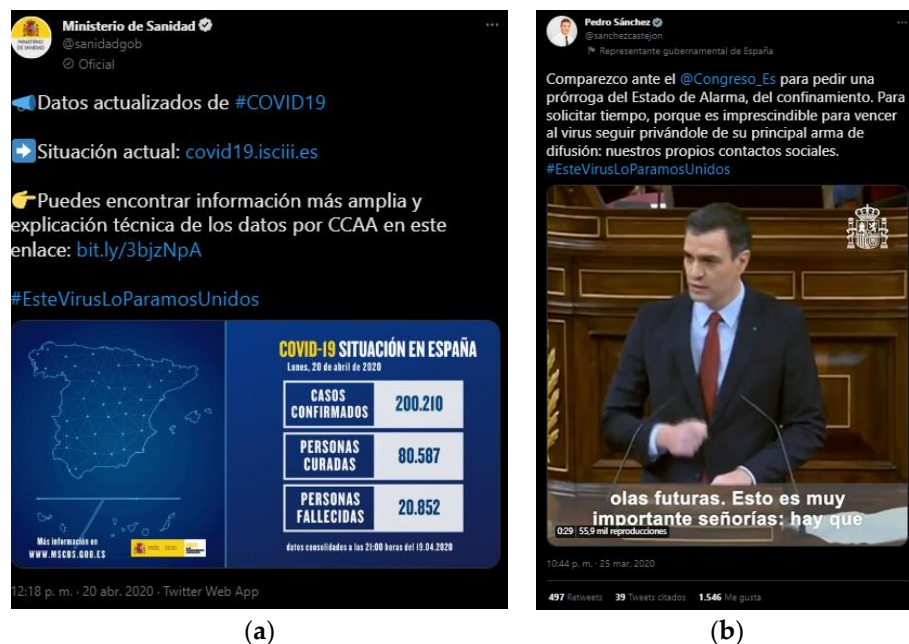 Ministerio de Sanidad
@sanidadgob
Oficial
Datos actualizados de #COVID19
Situación actual: covid19.isciii.es
Puedes encontrar información más amplia y
explicación técnica de los datos por CCAA en este
enlace: bit.ly/3bjzNpA
#EsteVirusLoParamosUnidos
COVID-19 SITUACIÓN EN ESPAÑA
Lunes, 20 de abril de 2020
CASOS
CONFIRMADOS 200.210
PERSONAS
CURADAS 80.587
PERSONAS
FALLECIDAS 20.852
Más información en
WWW.MSCBS.GOB.ES
datos consolidados a las 21:00 horas del 19.04.2020
12:18 p. m. · 20 abr. 2020 · Twitter Web App
(a)
Pedro Sánchez
@sanchezcastejon
Representante gubernamental de España
Comparezco ante el @Congreso_Es para pedir una
prórroga del Estado de Alarma, del confinamiento. Para
solicitar tiempo, porque es imprescindible para vencer
al virus seguir privándole de su principal arma de
difusión: nuestros propios contactos sociales.
#EsteVirusLoParamosUnidos
olas futuras. Esto es muy
importante señorías: hay que
0:29 55,9 mil reproducciones
10:44 p. m. · 25 mar. 2020
497 Retweets 39 Tweets citados 1.546 Me gusta
(b)